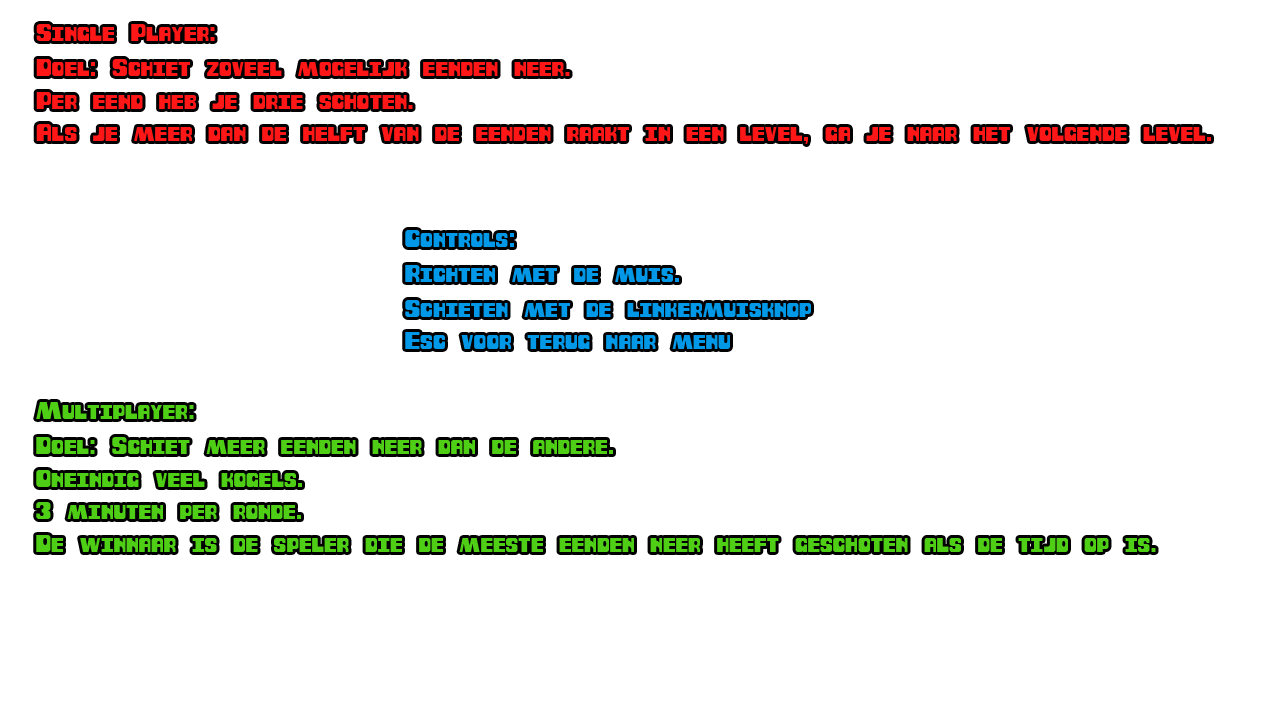 Single Player:
Doel: Schiet zoveel mogelijk eenden neer.
Per eend heb je drie schoten.
Als je meer dan de helft van de eenden raakt in een level, ga je naar het volgende level.
Controls:
Richten met de muis.
Schieten met de linkermuisknop
Esc voor terug naar menu
Multiplayer:
Doel: Schiet meer eenden neer dan de andere.
Oneindig veel kogels.
3 minuten per ronde.
De winnaar is de speler die de meeste eenden neer heeft geschoten als de tijd op is.